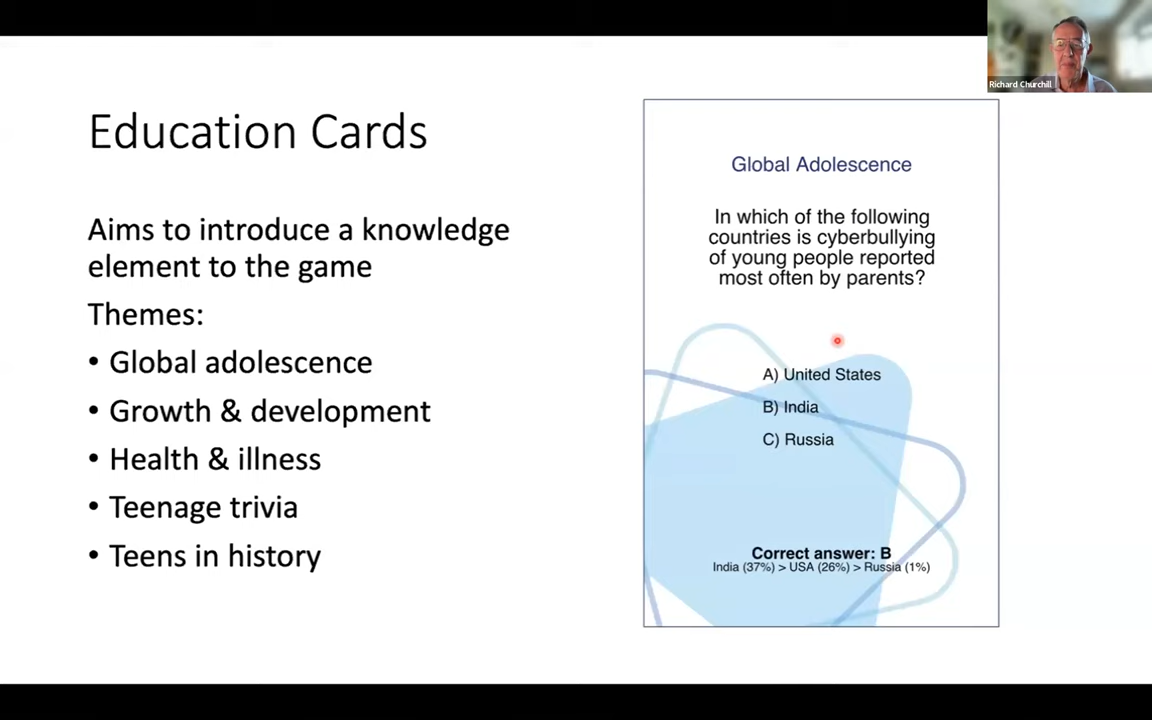 Richard Churchill
Education Cards
Aims to introduce a knowledge
element to the game
Themes:
• Global adolescence
• Growth & development
• Health & illness
• Teenage trivia
• Teens in history
Global Adolescence
In which of the following
countries is cyberbullying
of young people reported
most often by parents?
A) United States
B) India
C) Russia
Correct answer: B
India (37%) > USA (26%) > Russia (1%)